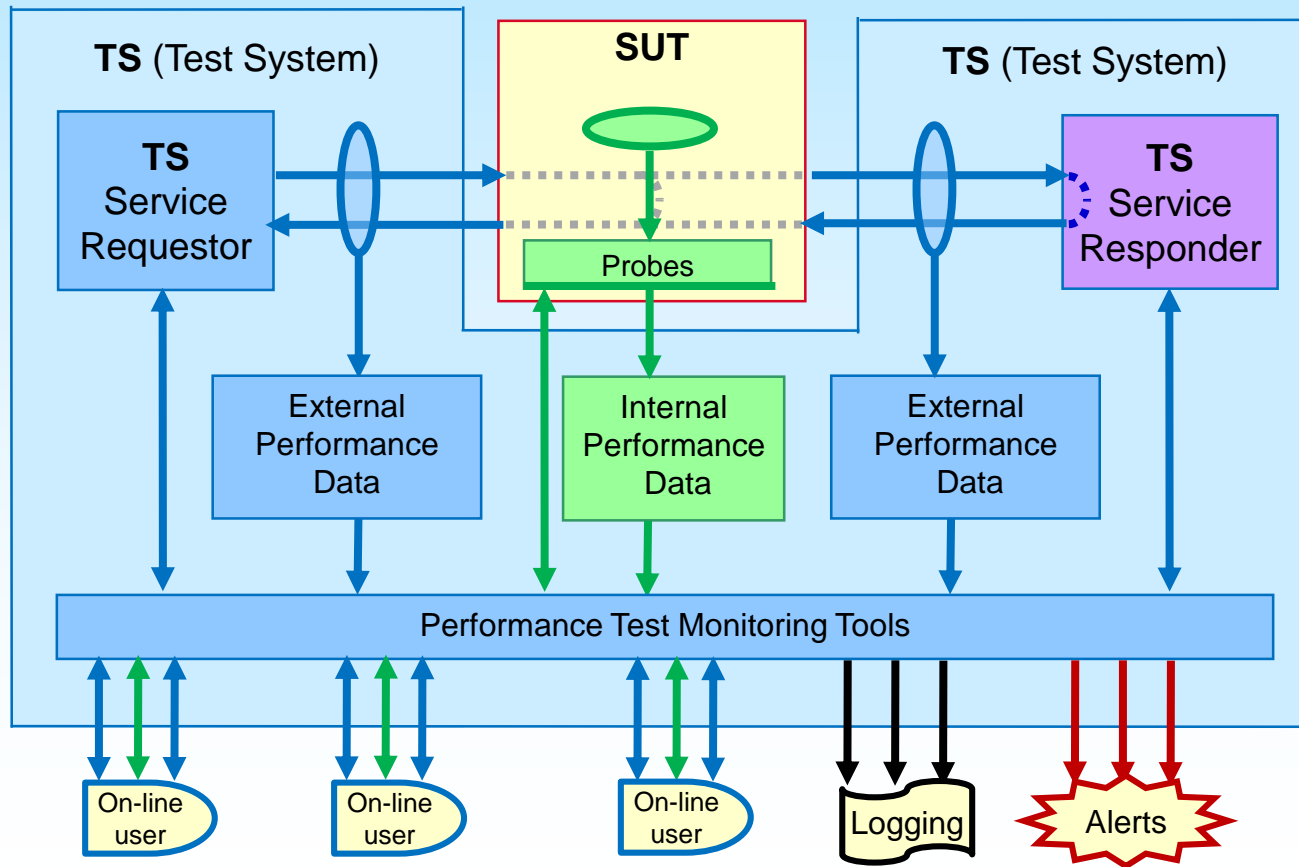 TS (Test System)
SUT
TS (Test System)
TS
Service
Requestor
TS
Service
Responder
Probes
External
Performance
Data
Internal
Performance
Data
External
Performance
Data
Performance Test Monitoring Tools
On-line
user
On-line
user
On-line
user
Logging
Alerts